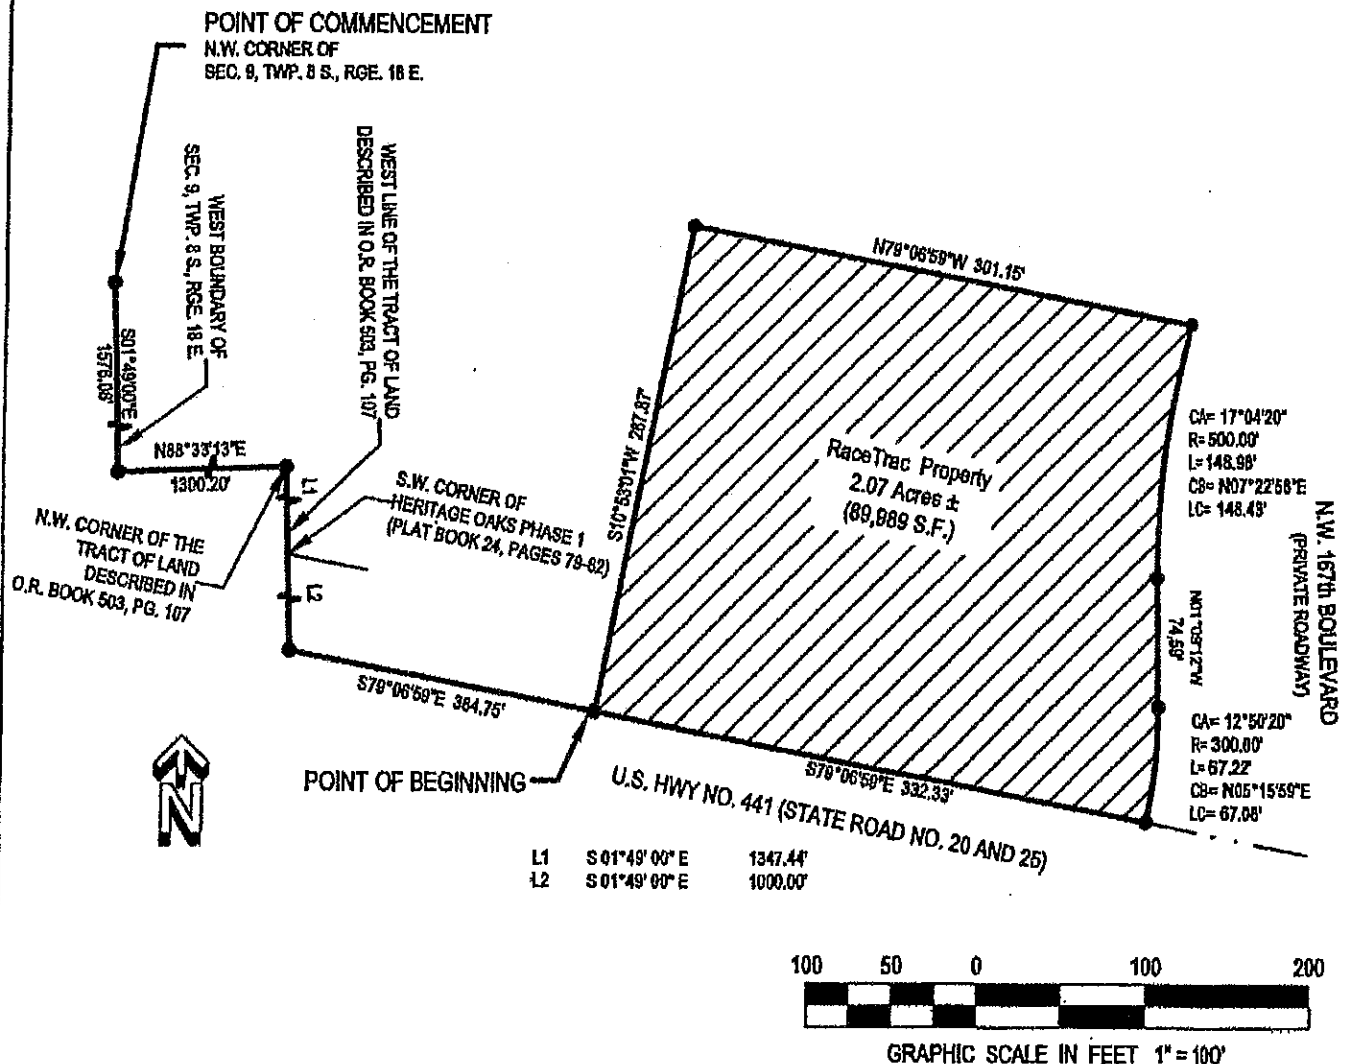 POINT OF COMMENCEMENT
N.W. CORNER OF
SEC. 9, TWP. 8 S., RGE. 18 E.
WEST BOUNDARY OF
SEC. 9, TWP. 8 S., RGE. 18 E.
WEST LINE OF THE TRACT OF LAND
DESCRIBED IN O.R. BOOK 503, PG. 107
S01°49'00"E
1576.06'
N88°33'13"E
1300.20'
L1
N.W. CORNER OF THE
TRACT OF LAND
DESCRIBED IN
O.R. BOOK 503, PG. 107
S.W. CORNER OF
HERITAGE OAKS PHASE 1
(PLAT BOOK 24, PAGES 79-82)
L2
S79°06'59"E 364.75'
POINT OF BEGINNING
N79°06'59"W 301.15'
S10°53'01"W 287.87'
RaceTrac Property
2.07 Acres ±
(89,989 S.F.)
CA= 17°04'20"
R= 500.00'
L= 148.98'
CB= N07°22'58"E
LC= 148.43'
N01°09'12"W
74.59'
N.W. 167th BOULEVARD
(PRIVATE ROADWAY)
CA= 12°50'20"
R= 300.00'
L= 67.22'
CB= N05°15'59"E
LC= 67.08'
S79°06'59"E 332.33'
U.S. HWY NO. 441 (STATE ROAD NO. 20 AND 25)
N
L1 S 01°49' 00" E 1347.44'
L2 S 01°49' 00" E 1000.00'
100 50 0 100 200
GRAPHIC SCALE IN FEET 1" = 100'